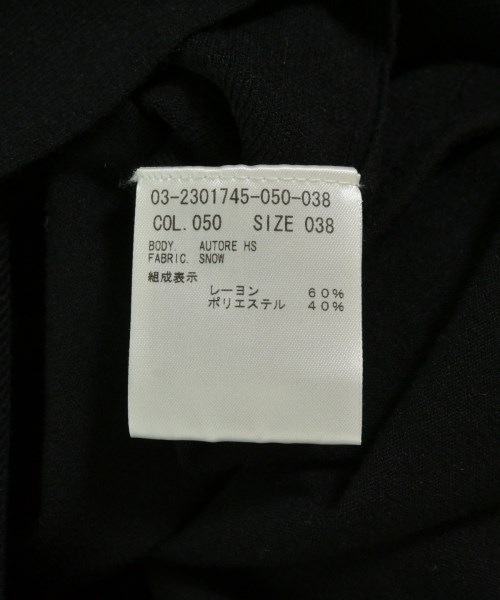 03-2301745-050-038
COL.050 SIZE 038
BODY. AUTORE HS
FABRIC. SNOW
組成表示
レーヨン 60%
ポリエステル 40%